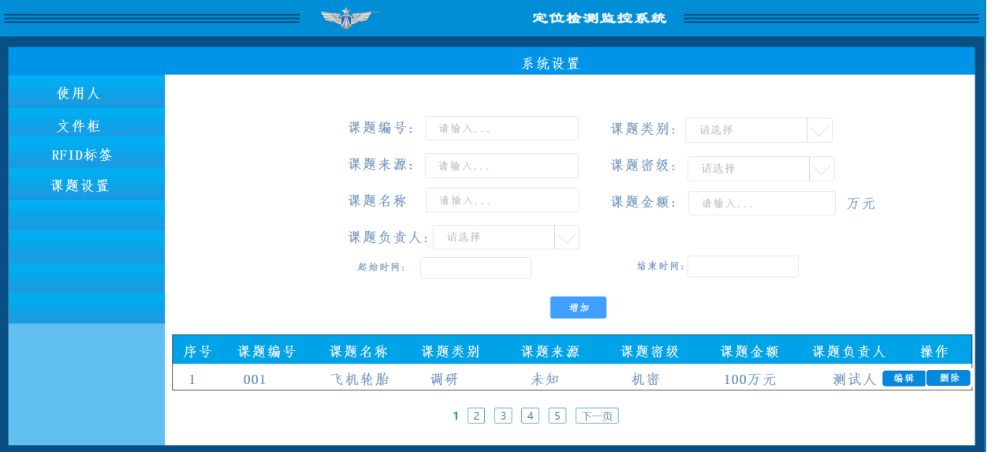 定位检测监控系统
系统设置
使用人
文件柜
RFID标签
课题设置
课题编号: 请输入... 课题类别: 请选择
课题来源: 请输入... 课题密级: 请选择
课题名称 请输入... 课题金额: 请输入... 万元
课题负责人: 请选择
起始时间: 结束时间:
增加
序号 课题编号 课题名称 课题类别 课题来源 课题密级 课题金额 课题负责人 操作
1 001 飞机轮胎 调研 未知 机密 100万元 测试人 编辑 删除
1 2 3 4 5 下一页